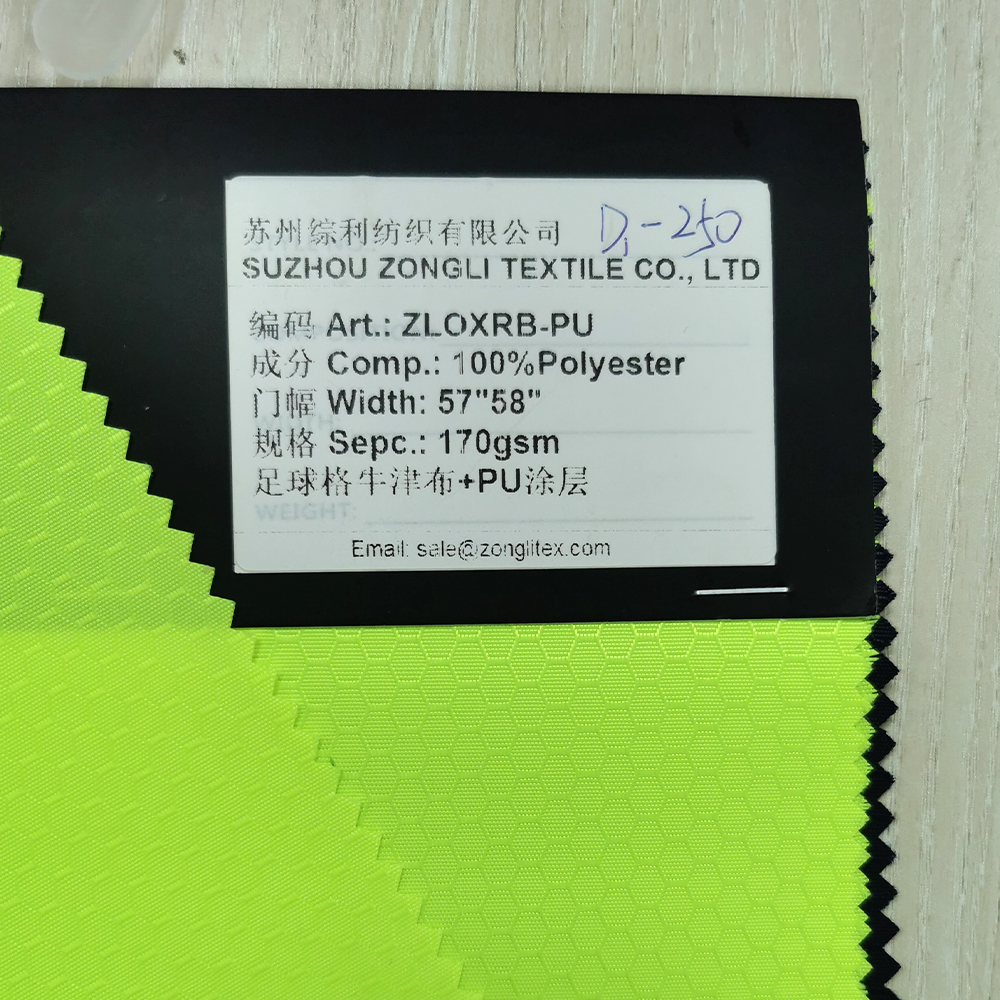 苏州综利纺织有限公司 D1-250
SUZHOU ZONGLI TEXTILE CO., LTD
编码 Art.: ZLOXRB-PU
成分 Comp.: 100%Polyester
门幅 Width: 57"58"
规格 Sepc.: 170gsm
足球格牛津布+PU涂层
WEIGHT:
Email: sale@zonglitex.com